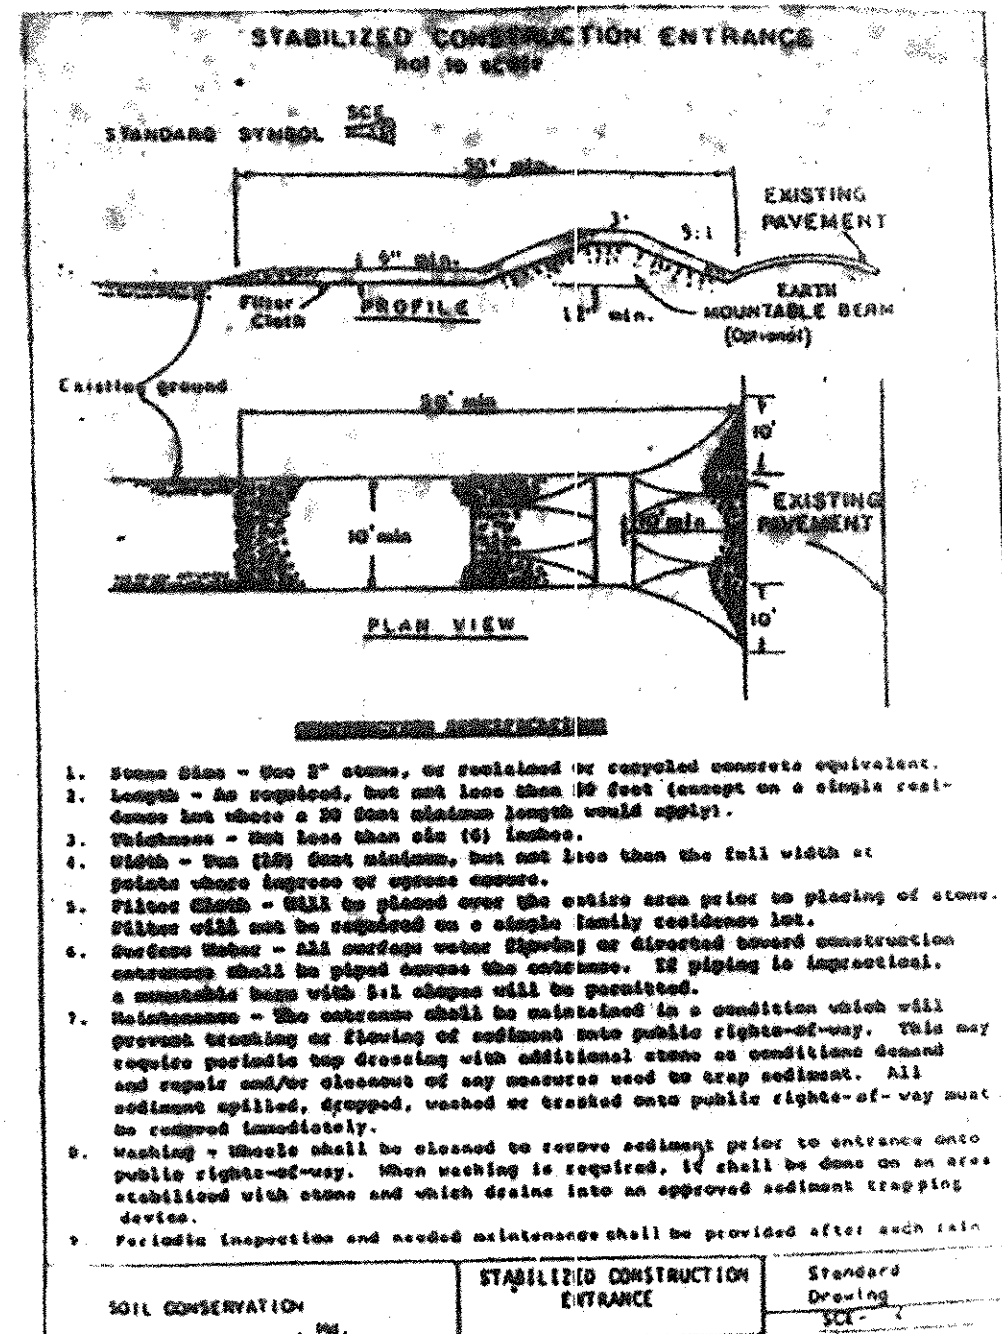 STABILIZED CONSTRUCTION ENTRANCE
not to scale
STANDARD SYMBOL
SCE
min.
EXISTING
PAVEMENT
3'
5:1
6" min.
Filter
Cloth
PROFILE
12" min.
EARTH
MOUNTABLE BERM
(Optional)
Existing ground
min
10'
10' min
min
EXISTING
PAVEMENT
10'
PLAN VIEW
CONSTRUCTION SPECIFICATIONS
1. Stone Size - Use 2" stone, or reclaimed or recycled concrete equivalent.
2. Length - As required, but not less than feet (except on a single resi-
dence lot where a foot minimum length would apply).
3. Thickness - Not less than six (6) inches.
4. Width - Ten (10) foot minimum, but not less than the full width at
points where ingress or egress occurs.
5. Filter Cloth - Will be placed over the entire area prior to placing of stone.
Filter will not be required on a single family residence lot.
6. Surface Water - All surface water flowing or diverted toward construction
entrances shall be piped across the entrance. If piping is impractical,
a mountable berm with 5:1 slopes will be permitted.
7. Maintenance - The entrance shall be maintained in a condition which will
prevent tracking or flowing of sediment onto public rights-of-way. This may
require periodic top dressing with additional stone as conditions demand
and repair and/or cleanout of any measures used to trap sediment. All
sediment spilled, dropped, washed or tracked onto public rights-of-way must
be removed immediately.
8. Washing - Wheels shall be cleaned to remove sediment prior to entrance onto
public rights-of-way. When washing is required, it shall be done on an area
stabilized with stone and which drains into an approved sediment trapping
device.
9. Periodic inspection and needed maintenance shall be provided after each rain
SOIL CONSERVATION
Md.
STABILIZED CONSTRUCTION
ENTRANCE
Standard
Drawing
SCE-